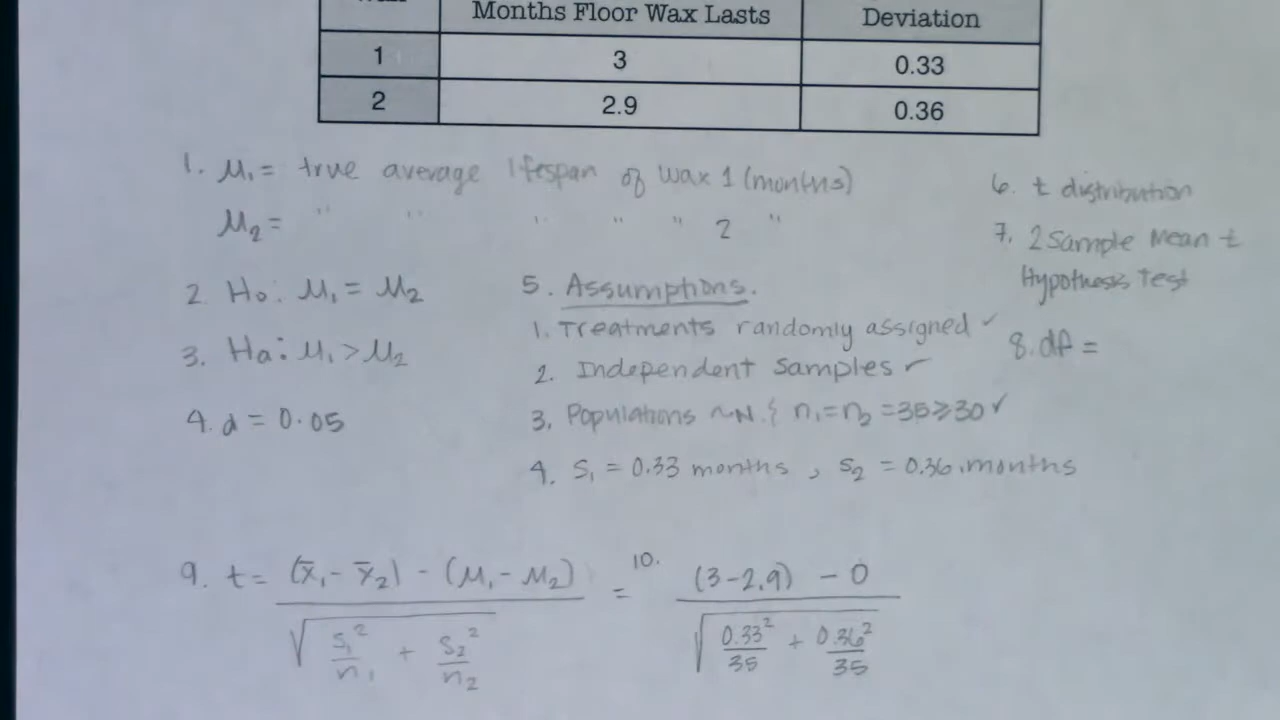 Months Floor Wax Lasts
Deviation
1 3 0.33
2 2.9 0.36
1. μ₁ = true average lifespan of wax 1 (months)
μ₂ = " " " " " 2 "
2. Ho: μ₁ = μ₂
3. Ha: μ₁ > μ₂
4. α = 0.05
5. Assumptions.
1. Treatments randomly assigned ✓
2. Independent Samples ✓
3. Populations ~N. { n₁ = n₂ = 35 ≥ 30 ✓
4. s₁ = 0.33 months, s₂ = 0.36 months
6. t distribution
7. 2 Sample Mean t
Hypothesis Test
8. df =
9. t = (x̄₁ - x̄₂) - (μ₁ - μ₂) / √(s₁²/n₁ + s₂²/n₂) = 10. (3 - 2.9) - 0 / √(0.33²/35 + 0.36²/35)